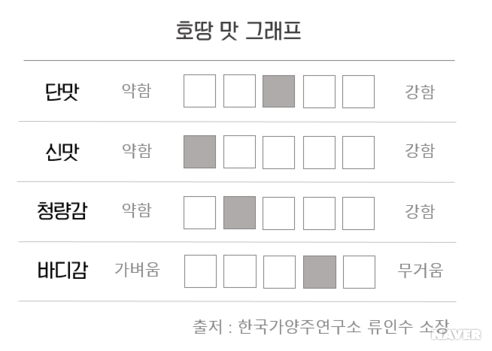 호땅 맛 그래프
단맛 약함 강함
신맛 약함 강함
청량감 약함 강함
바디감 가벼움 무거움
출저 : 한국가양주연구소 류인수 소장
NAVER